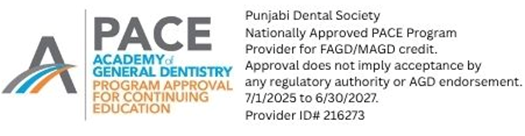 PACE
ACADEMY of
GENERAL DENTISTRY
PROGRAM APPROVAL
FOR CONTINUING
EDUCATION
Punjabi Dental Society
Nationally Approved PACE Program
Provider for FAGD/MAGD credit.
Approval does not imply acceptance by
any regulatory authority or AGD endorsement.
7/1/2025 to 6/30/2027.
Provider ID# 216273